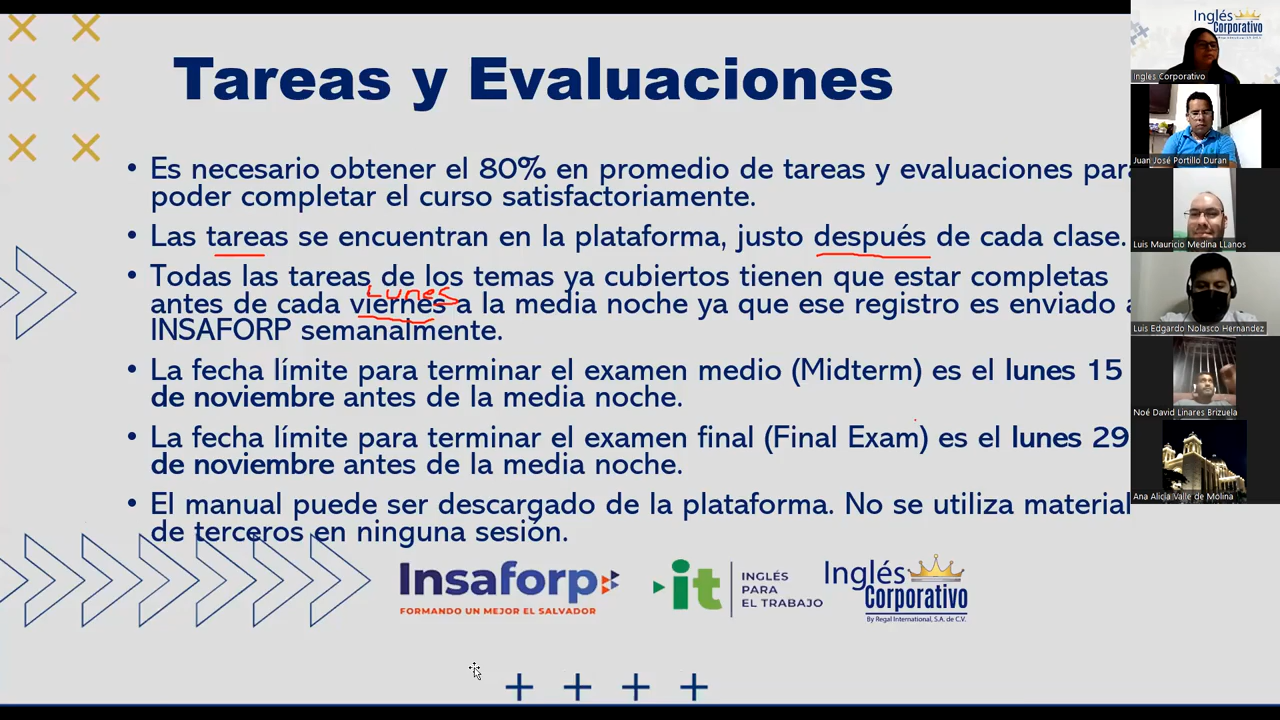 Tareas y Evaluaciones
• Es necesario obtener el 80% en promedio de tareas y evaluaciones para
poder completar el curso satisfactoriamente.
• Las tareas se encuentran en la plataforma, justo después de cada clase.
• Todas las tareas de los temas ya cubiertos tienen que estar completas
Lunes
antes de cada viernes a la media noche ya que ese registro es enviado a
INSAFORP semanalmente.
• La fecha límite para terminar el examen medio (Midterm) es el lunes 15
de noviembre antes de la media noche.
• La fecha límite para terminar el examen final (Final Exam) es el lunes 29
de noviembre antes de la media noche.
• El manual puede ser descargado de la plataforma. No se utiliza material
de terceros en ninguna sesión.
Insaforp
FORMANDO UN MEJOR EL SALVADOR
it
INGLÉS
PARA
EL TRABAJO
Inglés
Corporativo
By Regal International, S.A. de C.V.
Inglés
Corporativo
Ingles Corporativo
Juan José Portillo Duran
Luis Mauricio Medina LLanos
Luis Edgardo Nolasco Hernandez
Noé David Linares Brizuela
Ana Alicia Valle de Molina